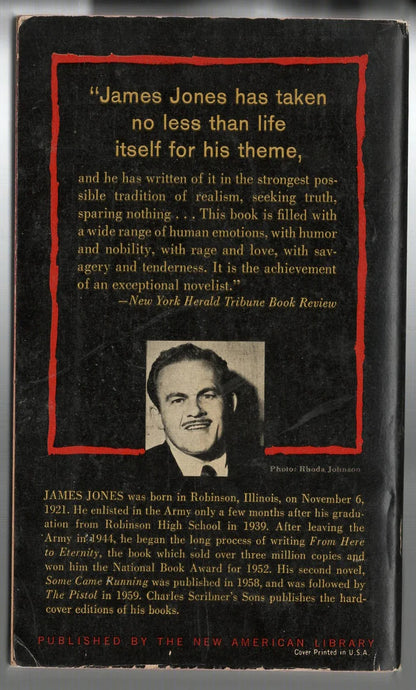 “James Jones has taken
no less than life
itself for his theme,
and he has written of it in the strongest pos-
sible tradition of realism, seeking truth,
sparing nothing . . . This book is filled with
a wide range of human emotions, with humor
and nobility, with rage and love, with sav-
agery and tenderness. It is the achievement
of an exceptional novelist.”
—New York Herald Tribune Book Review
Photo: Rhoda Johnson
JAMES JONES was born in Robinson, Illinois, on November 6,
1921. He enlisted in the Army only a few months after his gradu-
ation from Robinson High School in 1939. After leaving the
Army in 1944, he began the long process of writing From Here
to Eternity, the book which sold over three million copies and
won him the National Book Award for 1952. His second novel,
Some Came Running was published in 1958, and was followed by
The Pistol in 1959. Charles Scribner's Sons publishes the hard-
cover editions of his books.
PUBLISHED BY THE NEW AMERICAN LIBRARY
Cover Printed in U.S.A.